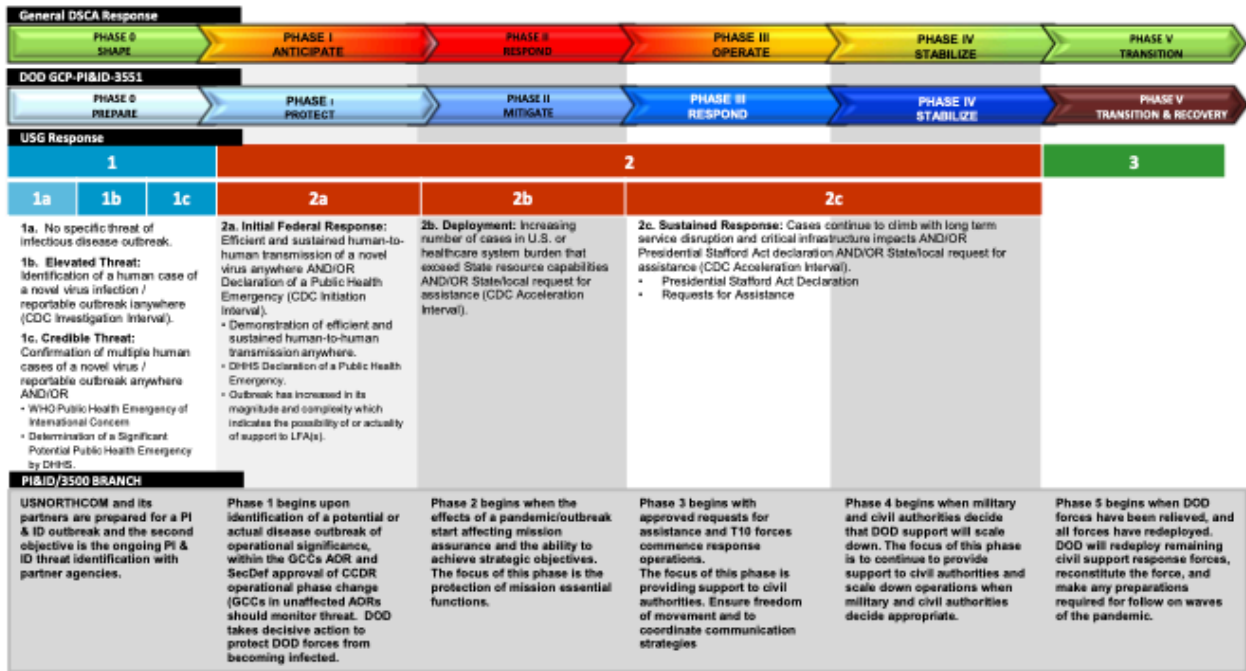 General DSCA Response
PHASE 0
SHAPE
PHASE I
ANTICIPATE
PHASE II
RESPOND
PHASE III
OPERATE
PHASE IV
STABILIZE
PHASE V
TRANSITION
DOD GCP-PI&ID-3551
PHASE 0
PREPARE
PHASE I
PROTECT
PHASE II
MITIGATE
PHASE III
RESPOND
PHASE IV
STABILIZE
PHASE V
TRANSITION & RECOVERY
USG Response
1
2
3
1a
1b
1c
2a
2b
2c
1a. No specific threat of
infectious disease outbreak.
1b. Elevated Threat:
Identification of a human case of
a novel virus infection /
reportable outbreak ianywhere
(CDC Investigation Interval).
1c. Credible Threat:
Confirmation of multiple human
cases of a novel virus /
reportable outbreak anywhere
AND/OR
• WHO Public Health Emergency of
International Concern
• Determination of a Significant
Potential Public Health Emergency
by DHHS.
2a. Initial Federal Response:
Efficient and sustained human-to-
human transmission of a novel
virus anywhere AND/OR
Declaration of a Public Health
Emergency (CDC Initiation
Interval).
• Demonstration of efficient and
sustained human-to-human
transmission anywhere.
• DHHS Declaration of a Public Health
Emergency.
• Outbreak has increased in its
magnitude and complexity which
indicates the possibility of or actuality
of support to LFA(s).
2b. Deployment: Increasing
number of cases in U.S. or
healthcare system burden that
exceed State resource capabilities
AND/OR State/local request for
assistance (CDC Acceleration
Interval).
2c. Sustained Response: Cases continue to climb with long term
service disruption and critical infrastructure impacts AND/OR
Presidential Stafford Act declaration AND/OR State/local request for
assistance (CDC Acceleration Interval).
• Presidential Stafford Act Declaration
• Requests for Assistance
PI&ID/3500 BRANCH
USNORTHCOM and its
partners are prepared for a PI
& ID outbreak and the second
objective is the ongoing PI &
ID threat identification with
partner agencies.
Phase 1 begins upon
identification of a potential or
actual disease outbreak of
operational significance,
within the GCCs AOR and
SecDef approval of CCDR
operational phase change
(GCCs in unaffected AORs
should monitor threat. DOD
takes decisive action to
protect DOD forces from
becoming infected.
Phase 2 begins when the
effects of a pandemic/outbreak
start affecting mission
assurance and the ability to
achieve strategic objectives.
The focus of this phase is the
protection of mission essential
functions.
Phase 3 begins with
approved requests for
assistance and T10 forces
commence response
operations.
The focus of this phase is
providing support to civil
authorities. Ensure freedom
of movement and to
coordinate communication
strategies
Phase 4 begins when military
and civil authorities decide
that DOD support will scale
down. The focus of this phase
is to continue to provide
support to civil authorities and
scale down operations when
military and civil authorities
decide appropriate.
Phase 5 begins when DOD
forces have been relieved, and
all forces have redeployed.
DOD will redeploy remaining
civil support response forces,
reconstitute the force, and
make any preparations
required for follow on waves
of the pandemic.